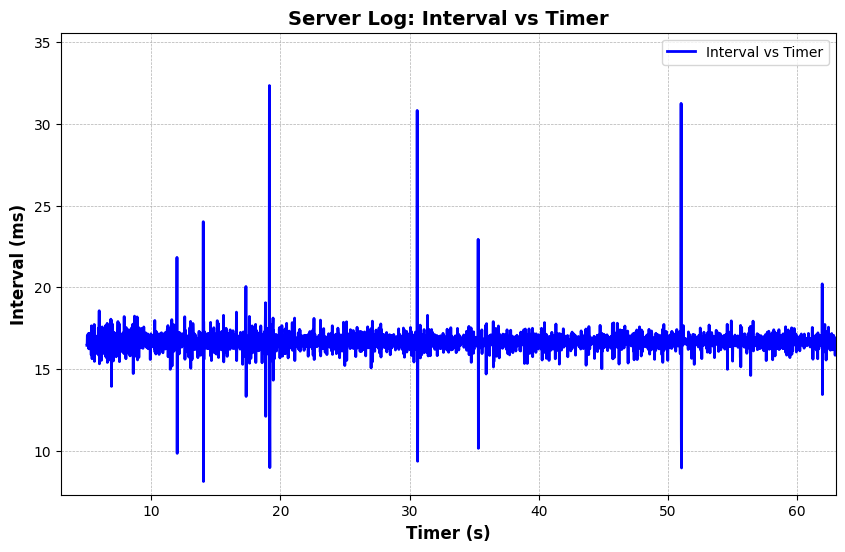 Server Log: Interval vs Timer
Interval vs Timer
35
30
25
20
15
10
Interval (ms)
10 20 30 40 50 60
Timer (s)